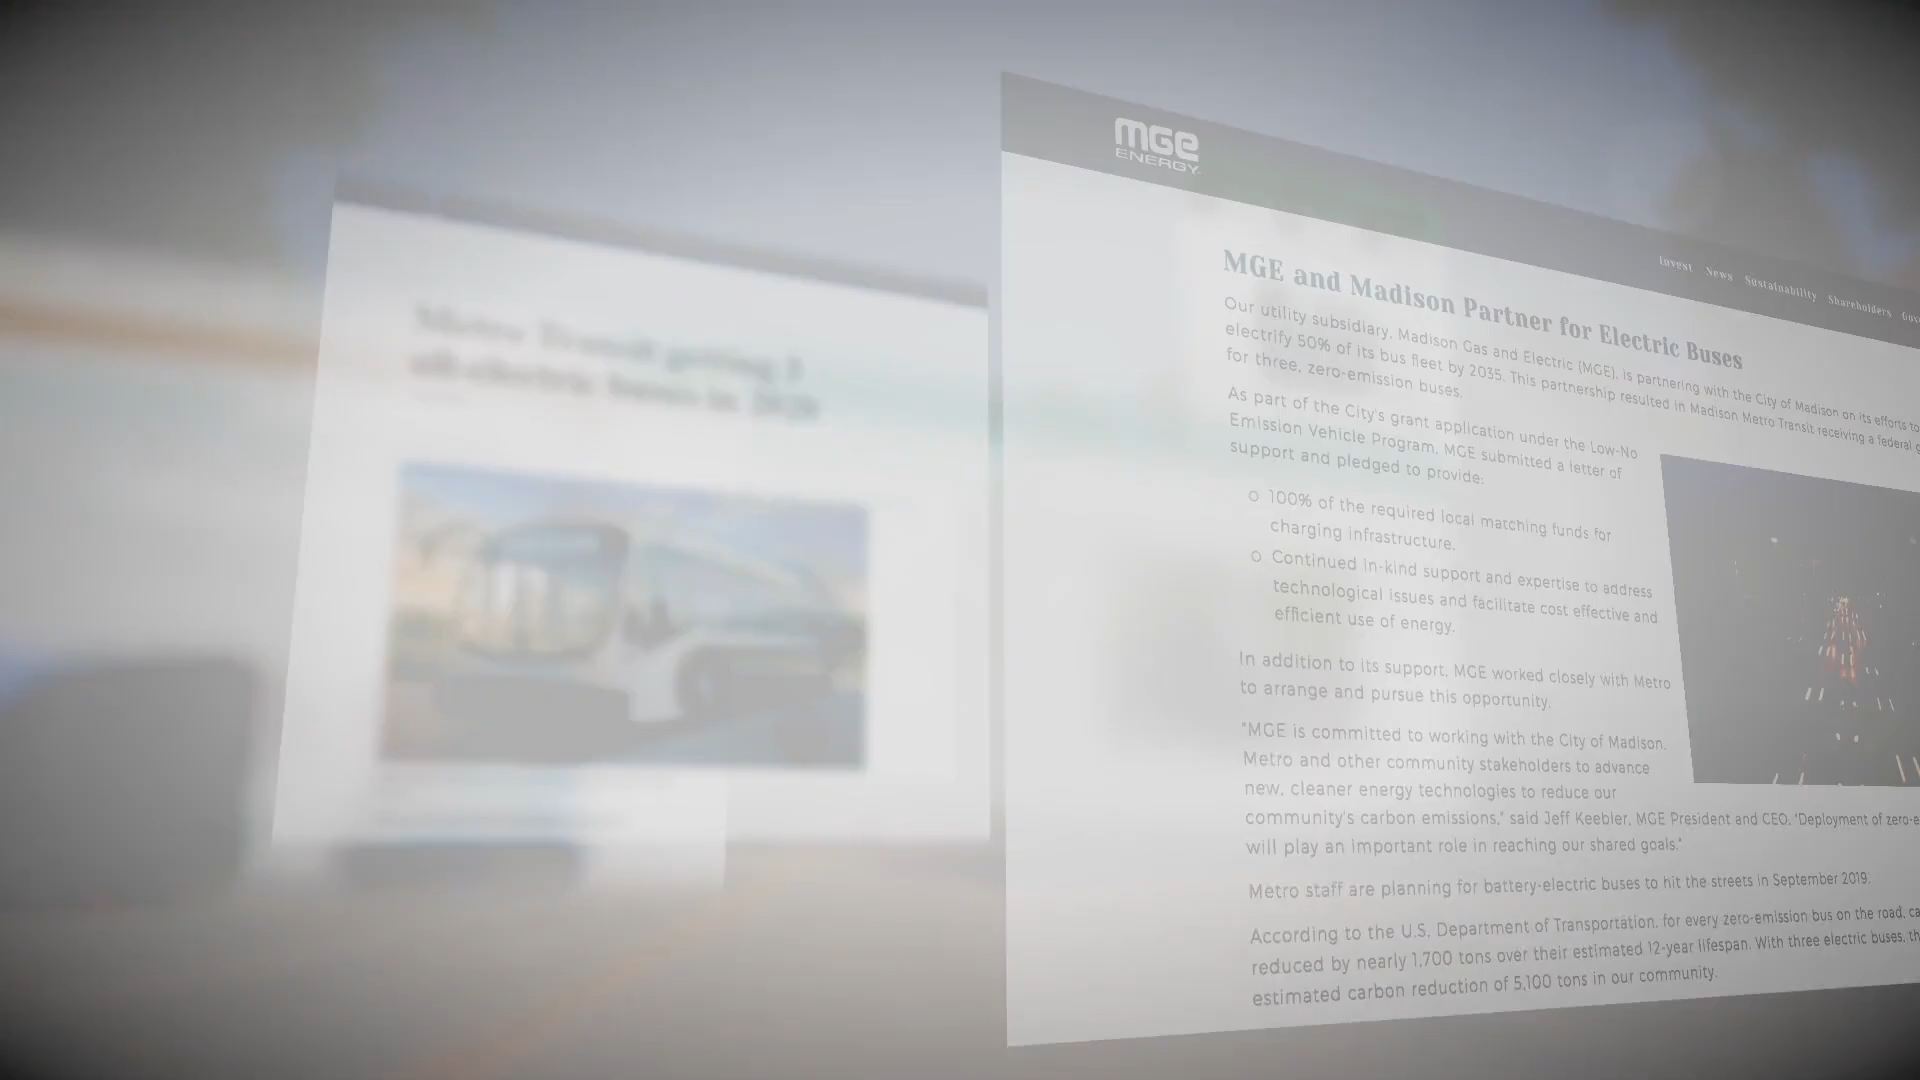 Metro Transit getting 3
all-electric buses in 2020
mge
ENERGY
Invest News Sustainability Shareholders
MGE and Madison Partner for Electric Buses
Our utility subsidiary, Madison Gas and Electric (MGE), is partnering with the City of Madison on its efforts to
electrify 50% of its bus fleet by 2035. This partnership resulted in Madison Metro Transit receiving a federal
for three, zero-emission buses.
As part of the City's grant application under the Low-No
Emission Vehicle Program, MGE submitted a letter of
support and pledged to provide:
o 100% of the required local matching funds for
charging infrastructure.
o Continued in-kind support and expertise to address
technological issues and facilitate cost effective and
efficient use of energy.
In addition to its support, MGE worked closely with Metro
to arrange and pursue this opportunity.
"MGE is committed to working with the City of Madison,
Metro and other community stakeholders to advance
new, cleaner energy technologies to reduce our
community's carbon emissions," said Jeff Keebler, MGE President and CEO. "Deployment of zero-e
will play an important role in reaching our shared goals."
Metro staff are planning for battery-electric buses to hit the streets in September 2019.
According to the U.S. Department of Transportation, for every zero-emission bus on the road, ca
reduced by nearly 1,700 tons over their estimated 12-year lifespan. With three electric buses, th
estimated carbon reduction of 5,100 tons in our community.